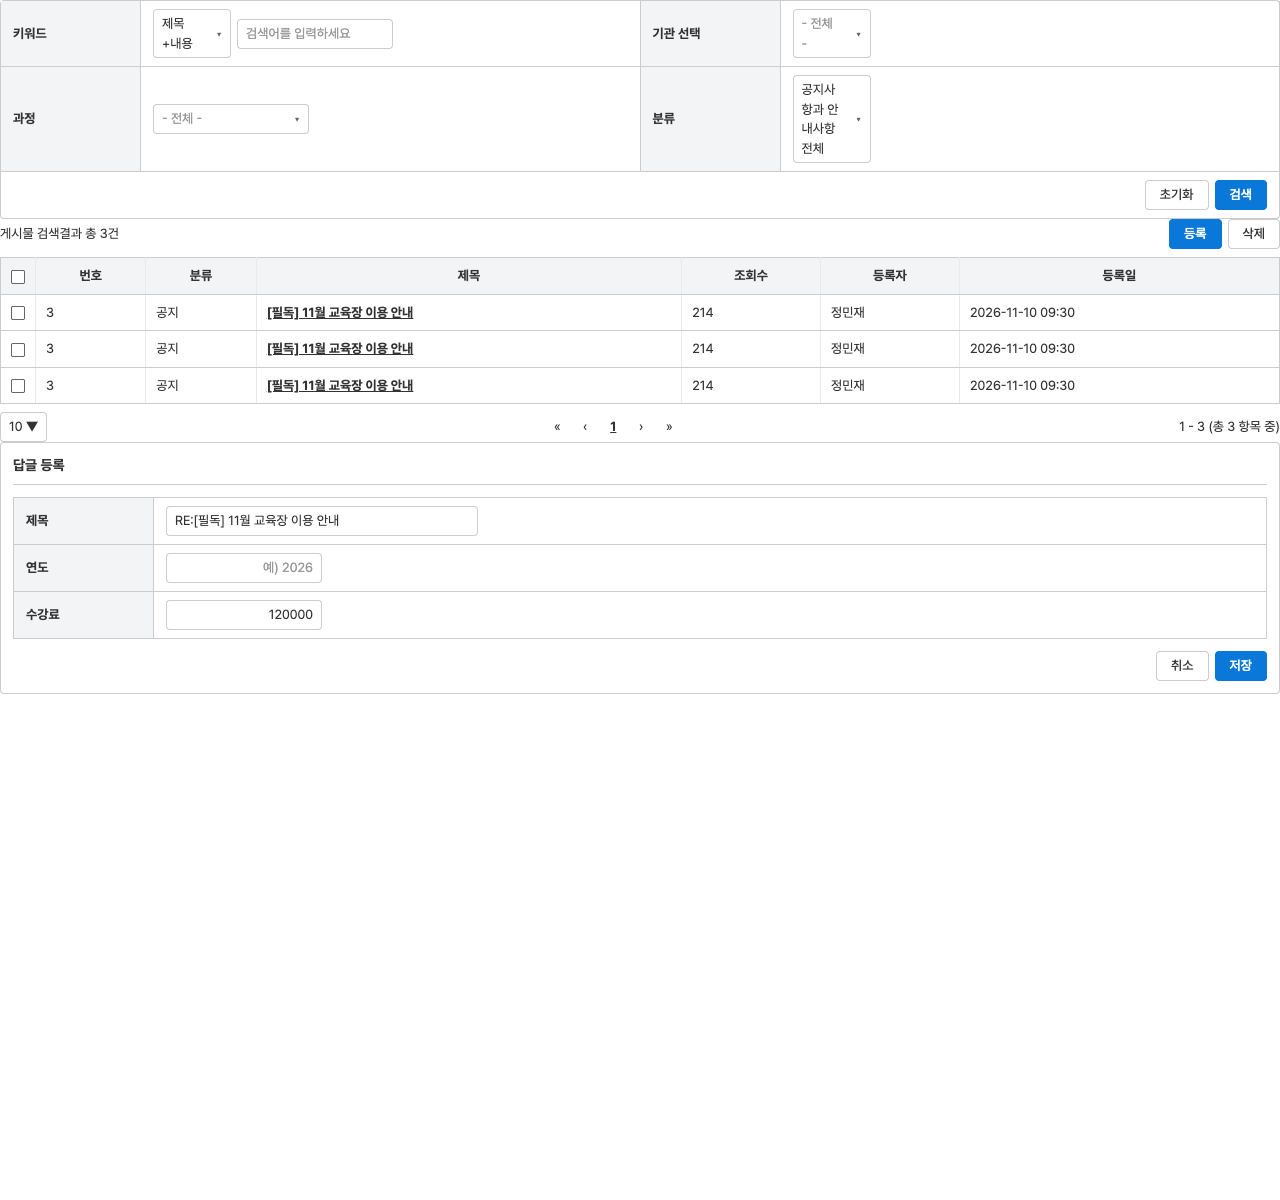 키워드
제목
+내용
검색어를 입력하세요
기관 선택
- 전체
-
과정
- 전체 -
분류
공지사
항과 안
내사항
전체
초기화 검색
게시물 검색결과 총 3건 등록 삭제
번호 분류 제목 조회수 등록자 등록일
3 공지 [필독] 11월 교육장 이용 안내 214 정민재 2026-11-10 09:30
3 공지 [필독] 11월 교육장 이용 안내 214 정민재 2026-11-10 09:30
3 공지 [필독] 11월 교육장 이용 안내 214 정민재 2026-11-10 09:30
10 ▼ « ‹ 1 › » 1 - 3 (총 3 항목 중)
답글 등록
제목 RE:[필독] 11월 교육장 이용 안내
연도 예) 2026
수강료 120000
취소 저장